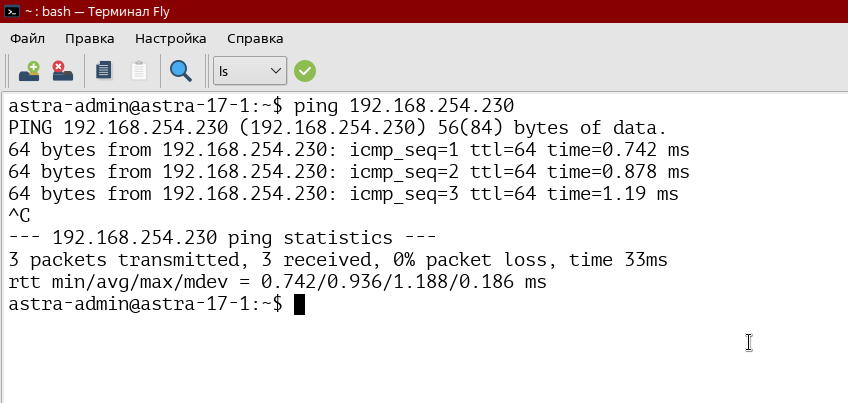 ~ : bash — Терминал Fly
Файл Правка Настройка Справка
ls
astra-admin@astra-17-1:~$ ping 192.168.254.230
PING 192.168.254.230 (192.168.254.230) 56(84) bytes of data.
64 bytes from 192.168.254.230: icmp_seq=1 ttl=64 time=0.742 ms
64 bytes from 192.168.254.230: icmp_seq=2 ttl=64 time=0.878 ms
64 bytes from 192.168.254.230: icmp_seq=3 ttl=64 time=1.19 ms
^C
--- 192.168.254.230 ping statistics ---
3 packets transmitted, 3 received, 0% packet loss, time 33ms
rtt min/avg/max/mdev = 0.742/0.936/1.188/0.186 ms
astra-admin@astra-17-1:~$